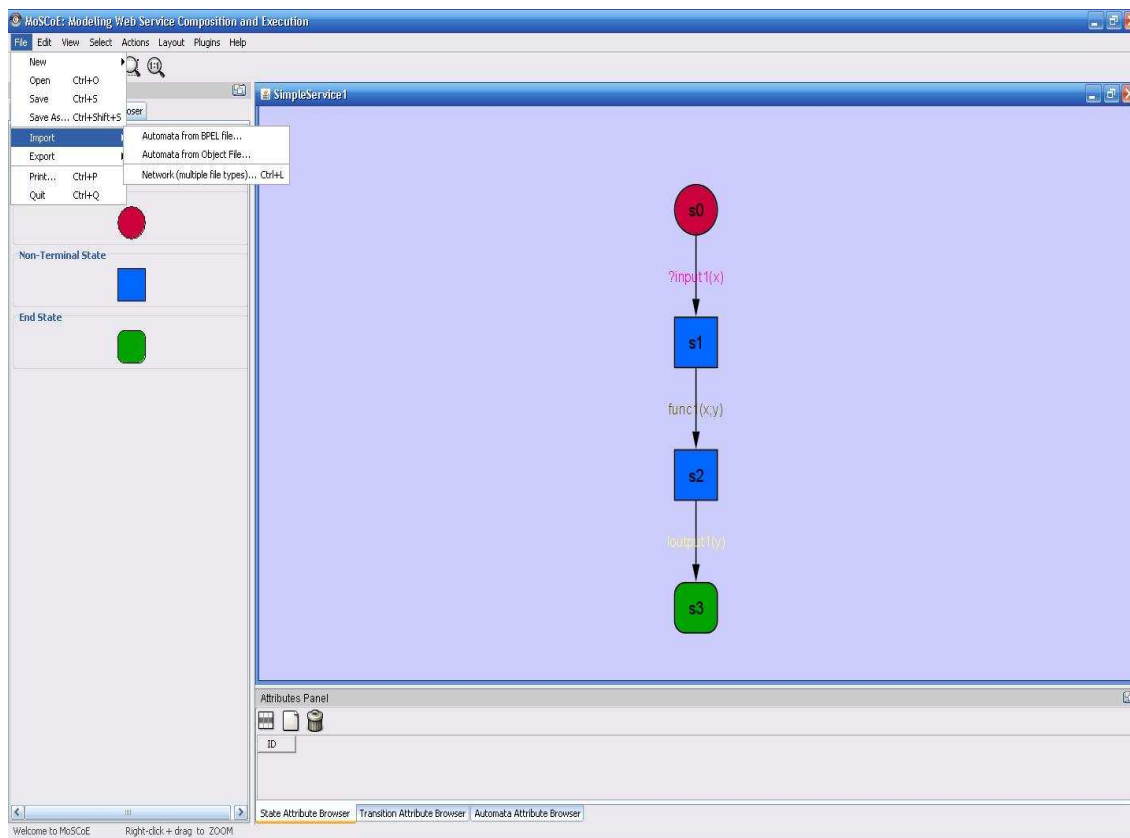 MoSCoE: Modeling Web Service Composition and Execution
File Edit View Select Actions Layout Plugins Help
New
Open Ctrl+O
Save Ctrl+S
Save As... Ctrl+Shift+S
Import
Export
Print... Ctrl+P
Quit Ctrl+Q
Automata from BPEL file...
Automata from Object File...
Network (multiple file types)... Ctrl+L
Non-Terminal State
End State
SimpleService1
s0
?input1(x)
s1
func1(x;y)
s2
!output1(y)
s3
Attributes Panel
ID
State Attribute Browser Transition Attribute Browser Automata Attribute Browser
Welcome to MoSCoE Right-click + drag to ZOOM